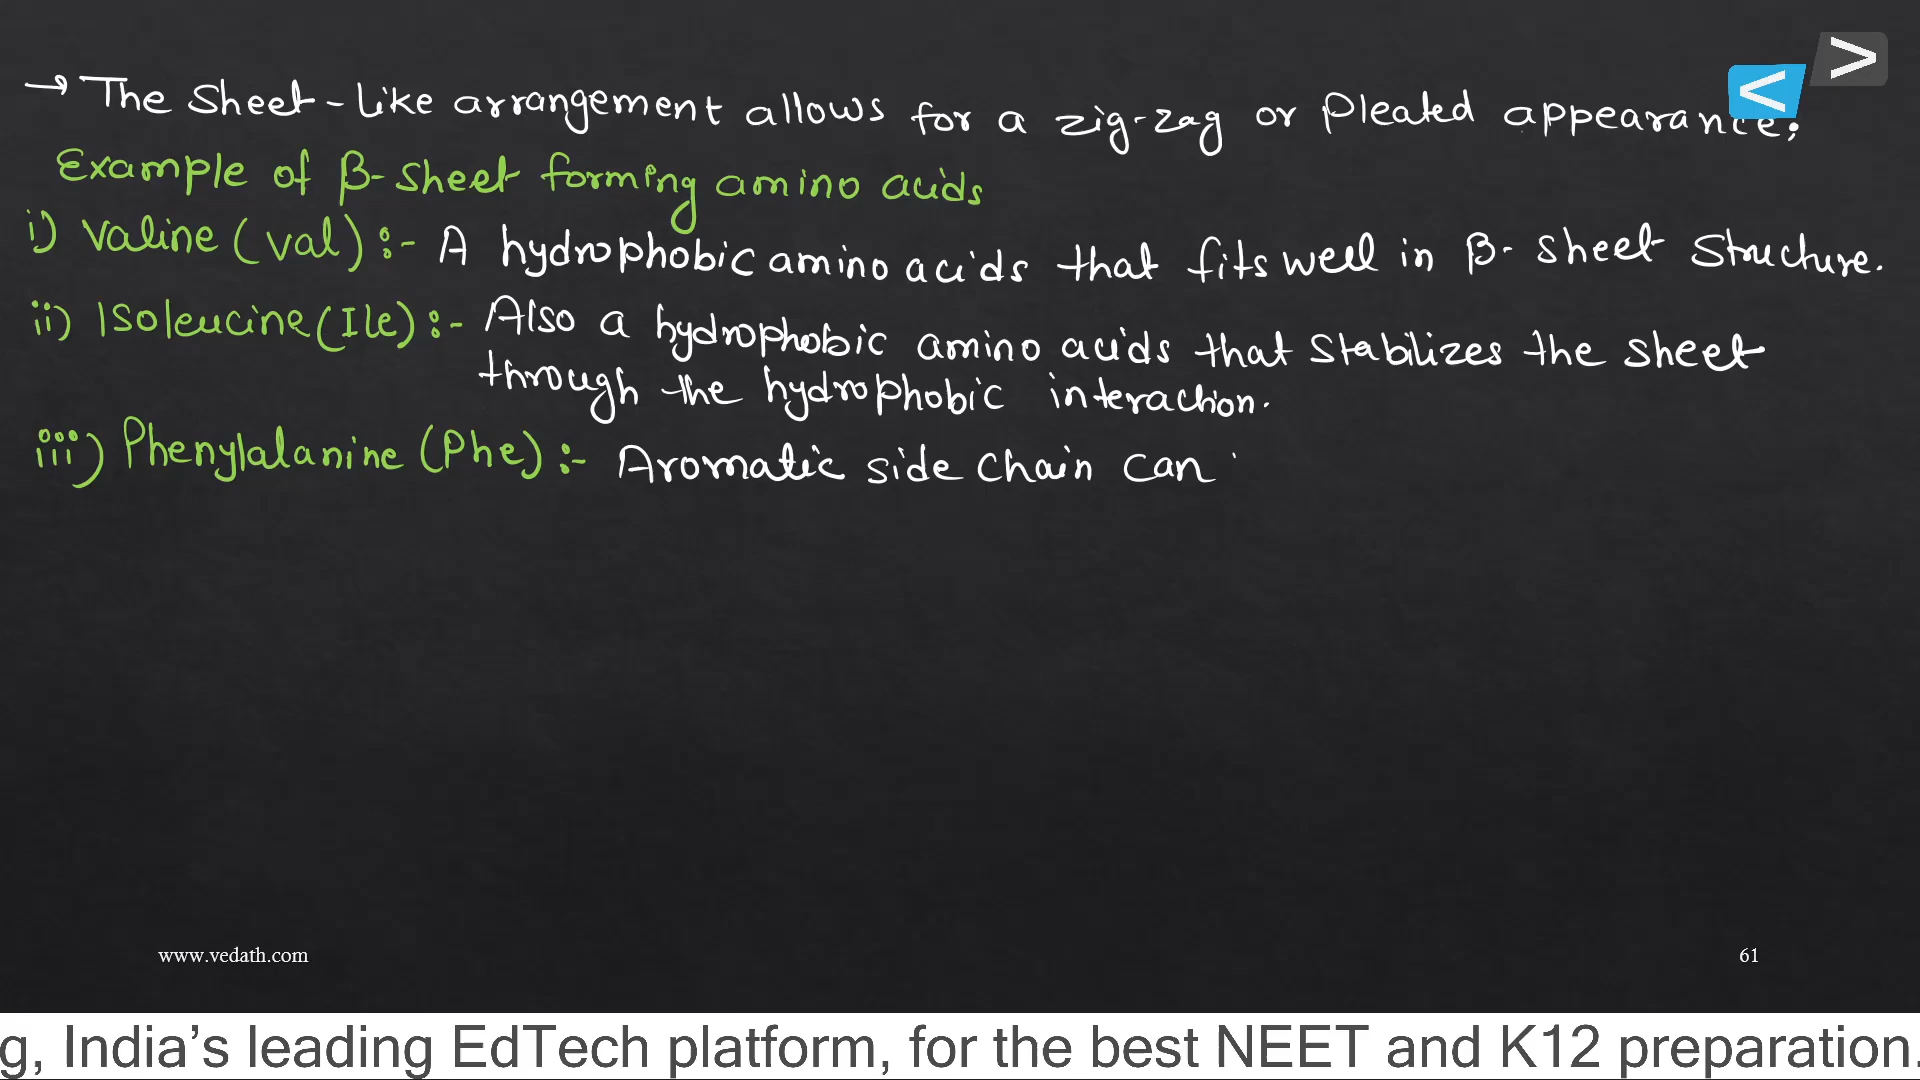 → The sheet-like arrangement allows for a zig-zag or pleated appearance.
Example of β-sheet forming amino acids
i) Valine (val) :- A hydrophobic amino acids that fits well in β-sheet structure.
ii) Isoleucine (Ile) :- Also a hydrophobic amino acids that stabilizes the sheet
through the hydrophobic interaction.
iii) Phenylalanine (Phe) :- Aromatic side chain can
www.vedath.com
61
g, India’s leading EdTech platform, for the best NEET and K12 preparation.